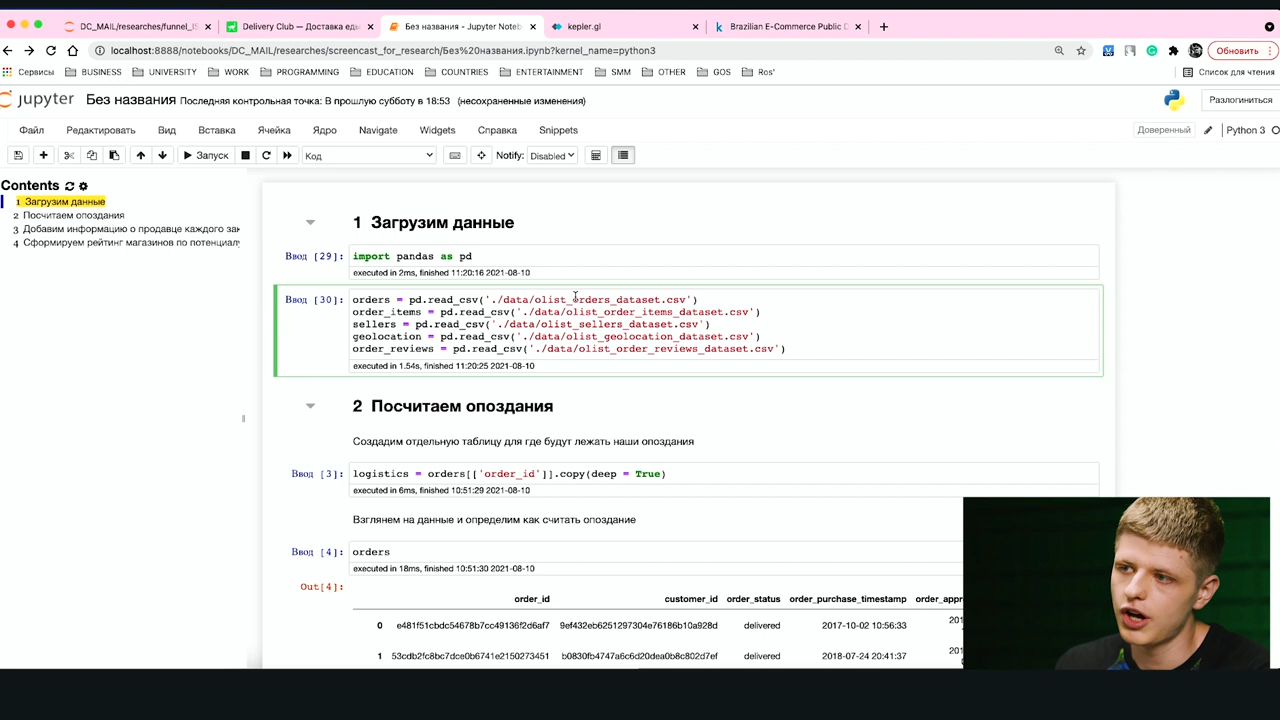 DC_MAIL/researches/funnel_IS
Delivery Club — Доставка еды
Без названия - Jupyter Noteb
kepler.gl
Brazilian E-Commerce Public D
localhost:8888/notebooks/DC_MAIL/researches/screencast_for_research/Без%20названия.ipynb?kernel_name=python3
Обновить
Сервисы BUSINESS UNIVERSITY WORK PROGRAMMING EDUCATION COUNTRIES ENTERTAINMENT SMM OTHER GOS Ros' Список для чтения
jupyter Без названия Последняя контрольная точка: В прошлую субботу в 18:53 (несохраненные изменения) Разлогиниться
Файл Редактировать Вид Вставка Ячейка Ядро Navigate Widgets Справка Snippets Доверенный Python 3
Запуск Код Notify: Disabled
Contents
1 Загрузим данные
2 Посчитаем опоздания
3 Добавим информацию о продавце каждого зак
4 Сформируем рейтинг магазинов по потенциалу
1 Загрузим данные
Ввод [29]: import pandas as pd
executed in 2ms, finished 11:20:16 2021-08-10
Ввод [30]: orders = pd.read_csv('./data/olist_orders_dataset.csv')
order_items = pd.read_csv('./data/olist_order_items_dataset.csv')
sellers = pd.read_csv('./data/olist_sellers_dataset.csv')
geolocation = pd.read_csv('./data/olist_geolocation_dataset.csv')
order_reviews = pd.read_csv('./data/olist_order_reviews_dataset.csv')
executed in 1.54s, finished 11:20:25 2021-08-10
2 Посчитаем опоздания
Создадим отдельную таблицу для где будут лежать наши опоздания
Ввод [3]: logistics = orders[['order_id']].copy(deep = True)
executed in 6ms, finished 10:51:29 2021-08-10
Взглянем на данные и определим как считать опоздание
Ввод [4]: orders
executed in 18ms, finished 10:51:30 2021-08-10
Out[4]:
order_id customer_id order_status order_purchase_timestamp order_appr
0 e481f51cbdc54678b7cc49136f2d6af7 9ef432eb6251297304e76186b10a928d delivered 2017-10-02 10:56:33 201
1 53cdb2fc8bc7dce0b6741e2150273451 b0830fb4747a6c6d20dea0b8c802d7ef delivered 2018-07-24 20:41:37 201